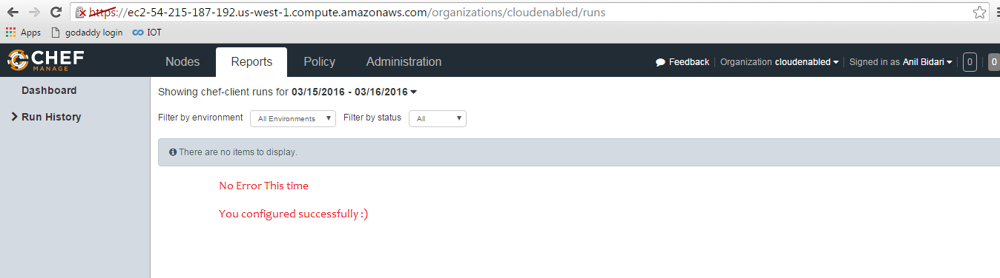 https://ec2-54-215-187-192.us-west-1.compute.amazonaws.com/organizations/cloudenabled/runs
Apps godaddy login IOT
CHEF
MANAGE
Nodes Reports Policy Administration Feedback Organization cloudenabled Signed in as Anil Bidari 0 0
Dashboard
Run History
Showing chef-client runs for 03/15/2016 - 03/16/2016
Filter by environment All Environments Filter by status All
There are no items to display.
No Error This time
You configured successfully :)